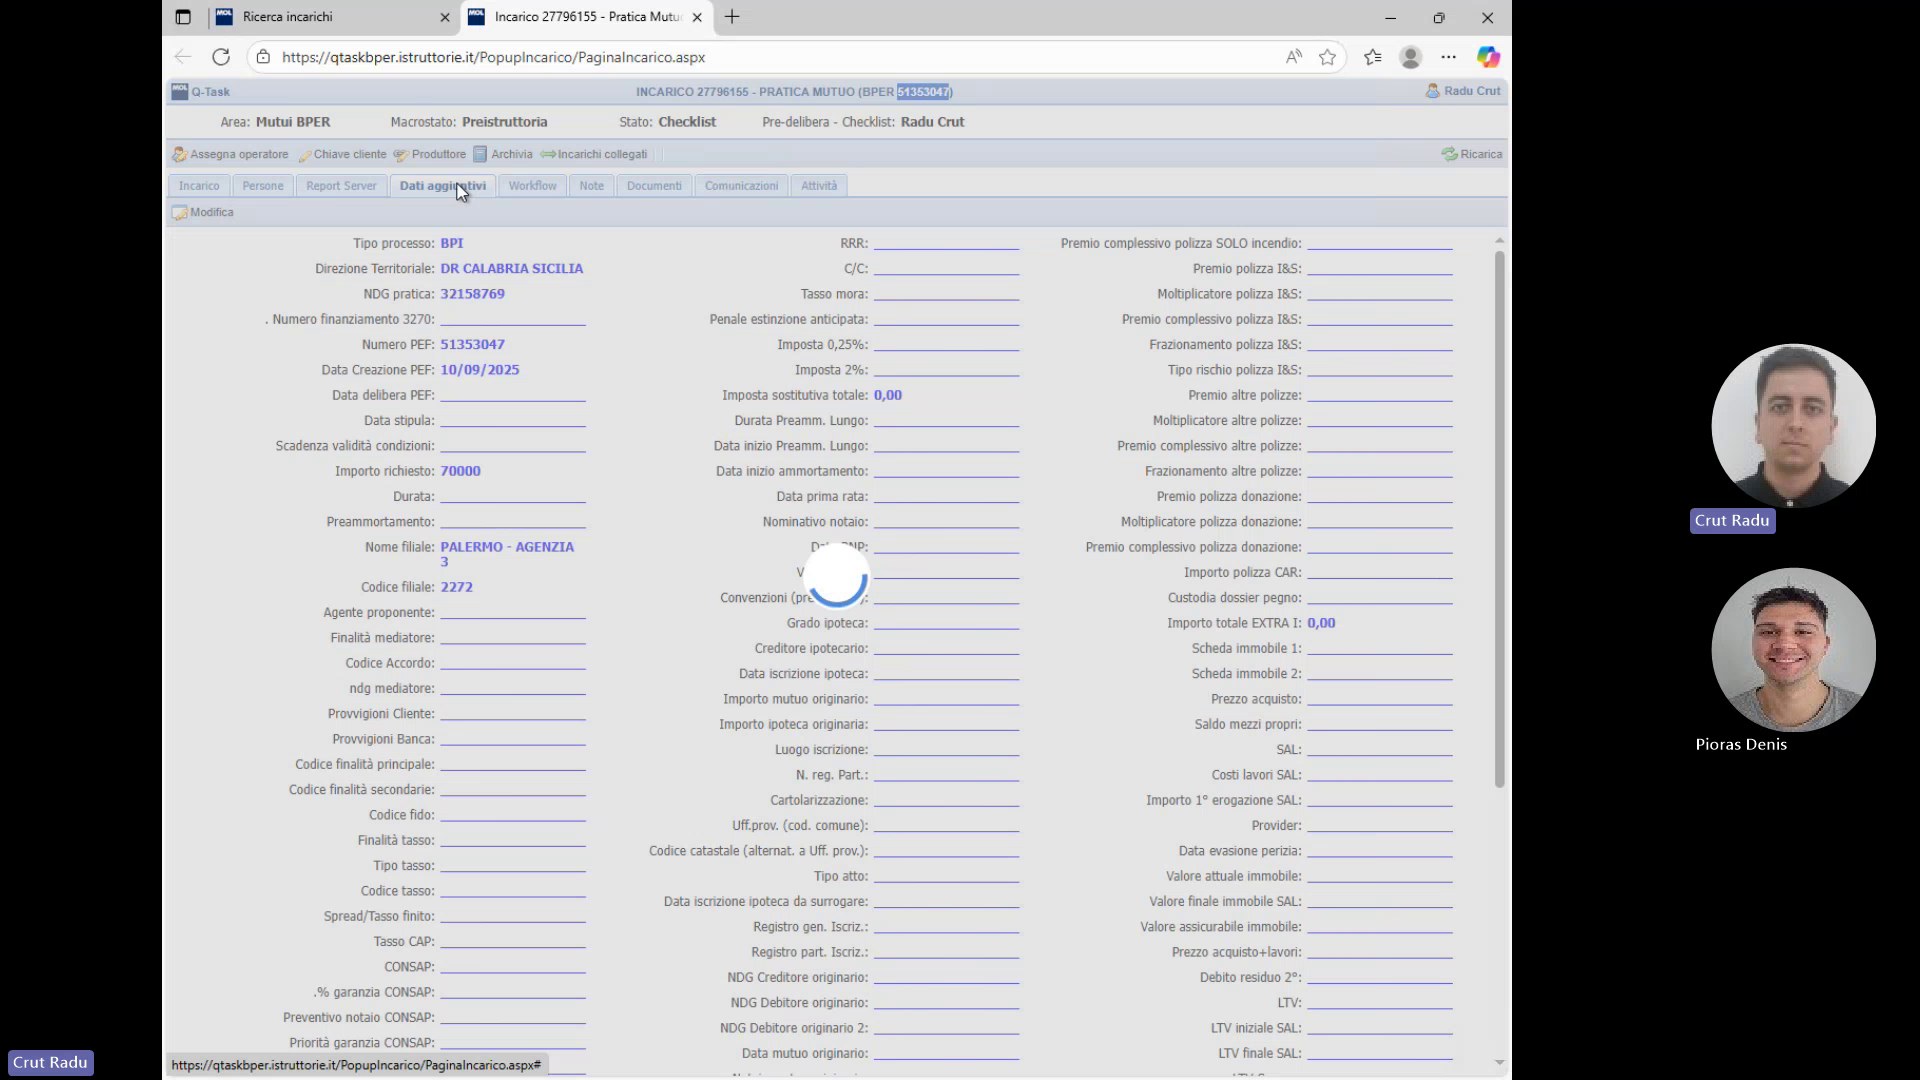 Ricerca incarichi
Incarico 27796155 - Pratica Mutu
https://qtaskbper.istruttorie.it/PopupIncarico/PaginaIncarico.aspx
MOL Q-Task
INCARICO 27796155 - PRATICA MUTUO (BPER 51353047)
Radu Crut
Area: Mutui BPER Macrostato: Preistruttoria Stato: Checklist Pre-delibera - Checklist: Radu Crut
Assegna operatore Chiave cliente Produttore Archivia Incarichi collegati Ricarica
Incarico Persone Report Server Dati aggiuntivi Workflow Note Documenti Comunicazioni Attività
Modifica
Tipo processo: BPI
Direzione Territoriale: DR CALABRIA SICILIA
NDG pratica: 32158769
. Numero finanziamento 3270:
Numero PEF: 51353047
Data Creazione PEF: 10/09/2025
Data delibera PEF:
Data stipula:
Scadenza validità condizioni:
Importo richiesto: 70000
Durata:
Preammortamento:
Nome filiale: PALERMO - AGENZIA
3
Codice filiale: 2272
Agente proponente:
Finalità mediatore:
Codice Accordo:
ndg mediatore:
Provvigioni Cliente:
Provvigioni Banca:
Codice finalità principale:
Codice finalità secondarie:
Codice fido:
Finalità tasso:
Tipo tasso:
Codice tasso:
Spread/Tasso finito:
Tasso CAP:
CONSAP:
.% garanzia CONSAP:
Preventivo notaio CONSAP:
Priorità garanzia CONSAP:
RRR:
C/C:
Tasso mora:
Penale estinzione anticipata:
Imposta 0,25%:
Imposta 2%:
Imposta sostitutiva totale: 0,00
Durata Preamm. Lungo:
Data inizio Preamm. Lungo:
Data inizio ammortamento:
Data prima rata:
Nominativo notaio:
Convenzioni
Grado ipoteca:
Creditore ipotecario:
Data iscrizione ipoteca:
Importo mutuo originario:
Importo ipoteca originaria:
Luogo iscrizione:
N. reg. Part.:
Cartolarizzazione:
Uff.prov. (cod. comune):
Codice catastale (alternat. a Uff. prov.):
Tipo atto:
Data iscrizione ipoteca da surrogare:
Registro gen. Iscriz.:
Registro part. Iscriz.:
NDG Creditore originario:
NDG Debitore originario:
NDG Debitore originario 2:
Data mutuo originario:
Premio complessivo polizza SOLO incendio:
Premio polizza I&S:
Moltiplicatore polizza I&S:
Premio complessivo polizza I&S:
Frazionamento polizza I&S:
Tipo rischio polizza I&S:
Premio altre polizze:
Moltiplicatore altre polizze:
Premio complessivo altre polizze:
Frazionamento altre polizze:
Premio polizza donazione:
Moltiplicatore polizza donazione:
Premio complessivo polizza donazione:
Importo polizza CAR:
Custodia dossier pegno:
Importo totale EXTRA I: 0,00
Scheda immobile 1:
Scheda immobile 2:
Prezzo acquisto:
Saldo mezzi propri:
SAL:
Costi lavori SAL:
Importo 1° erogazione SAL:
Provider:
Data evasione perizia:
Valore attuale immobile:
Valore finale immobile SAL:
Valore assicurabile immobile:
Prezzo acquisto+lavori:
Debito residuo 2°:
LTV:
LTV iniziale SAL:
LTV finale SAL:
https://qtaskbper.istruttorie.it/PopupIncarico/PaginaIncarico.aspx#
Crut Radu
Pioras Denis
Crut Radu